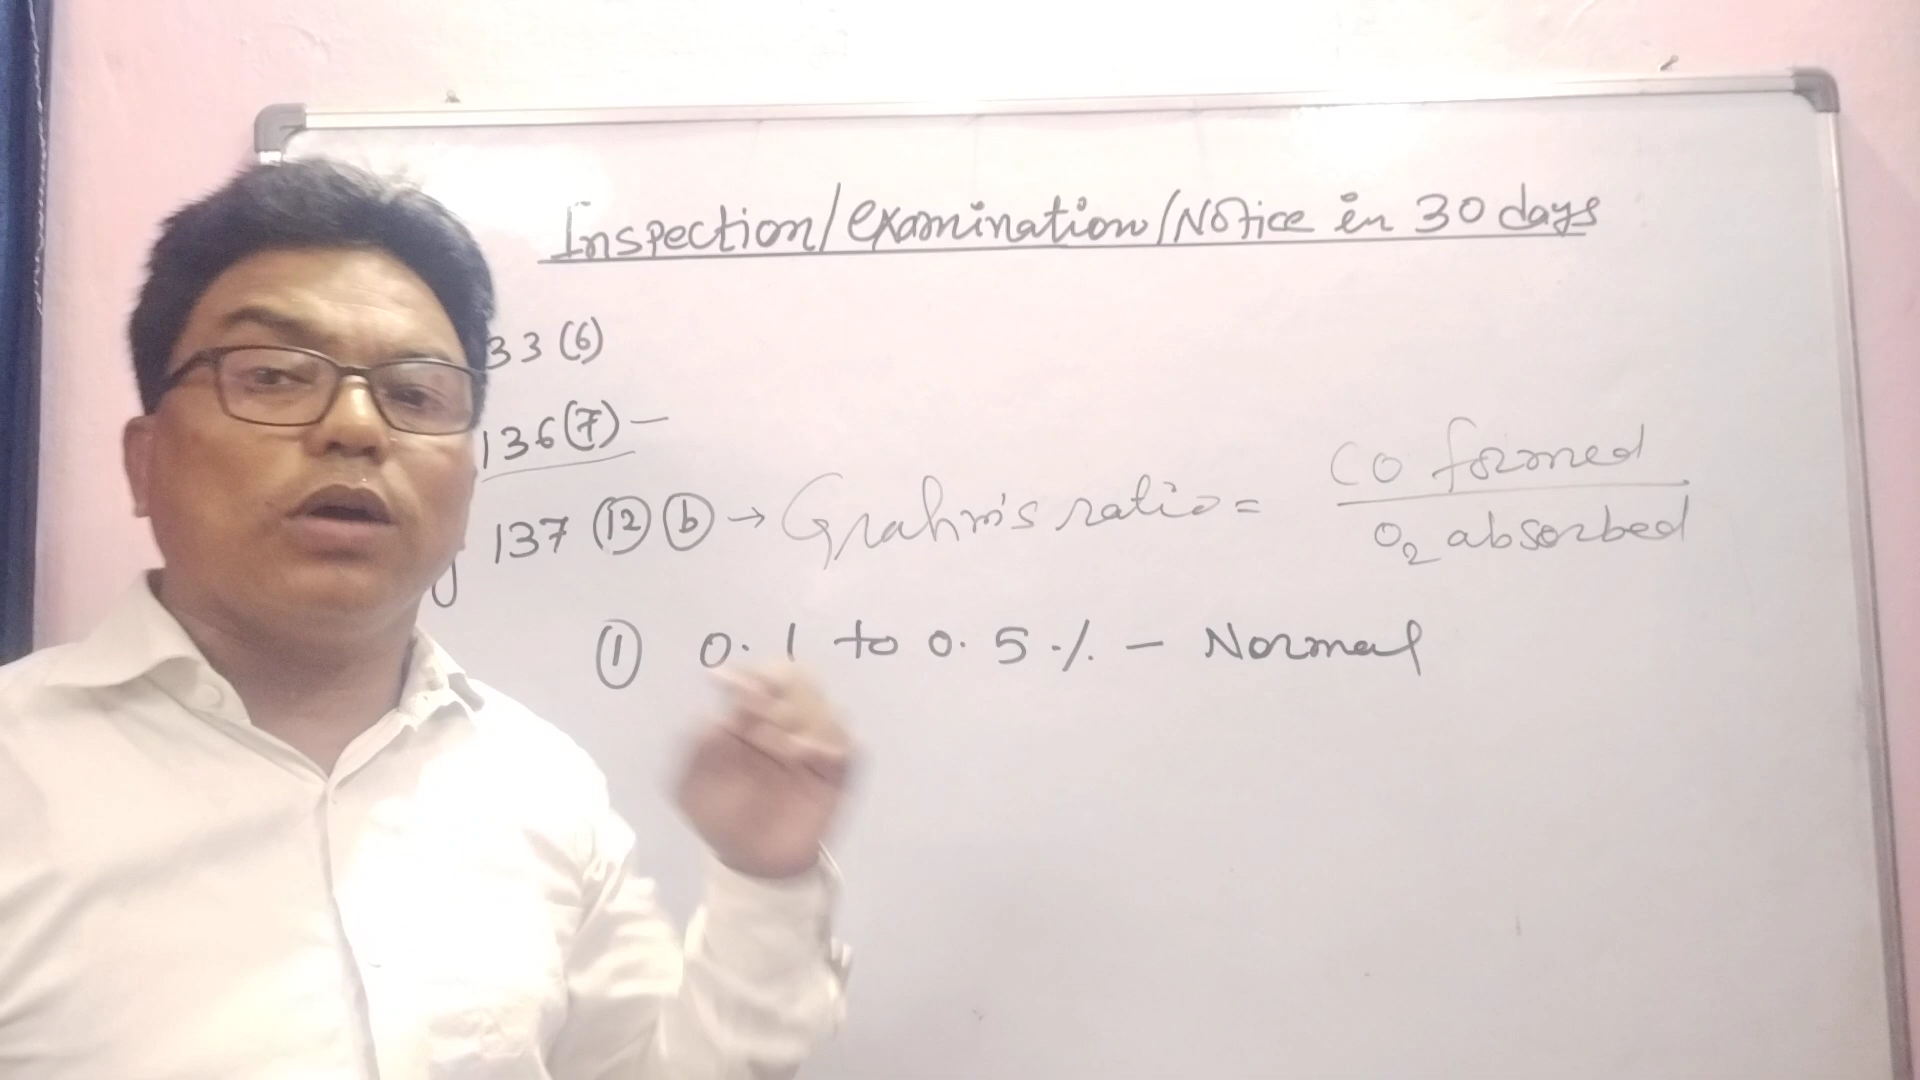 Inspection/examination/Notice in 30 days
33 (6)
136(7) –
137 (12) (b) → Grahm's ratio = CO formed / O2 absorbed
(1) 0.1 to 0.5 % – Normal